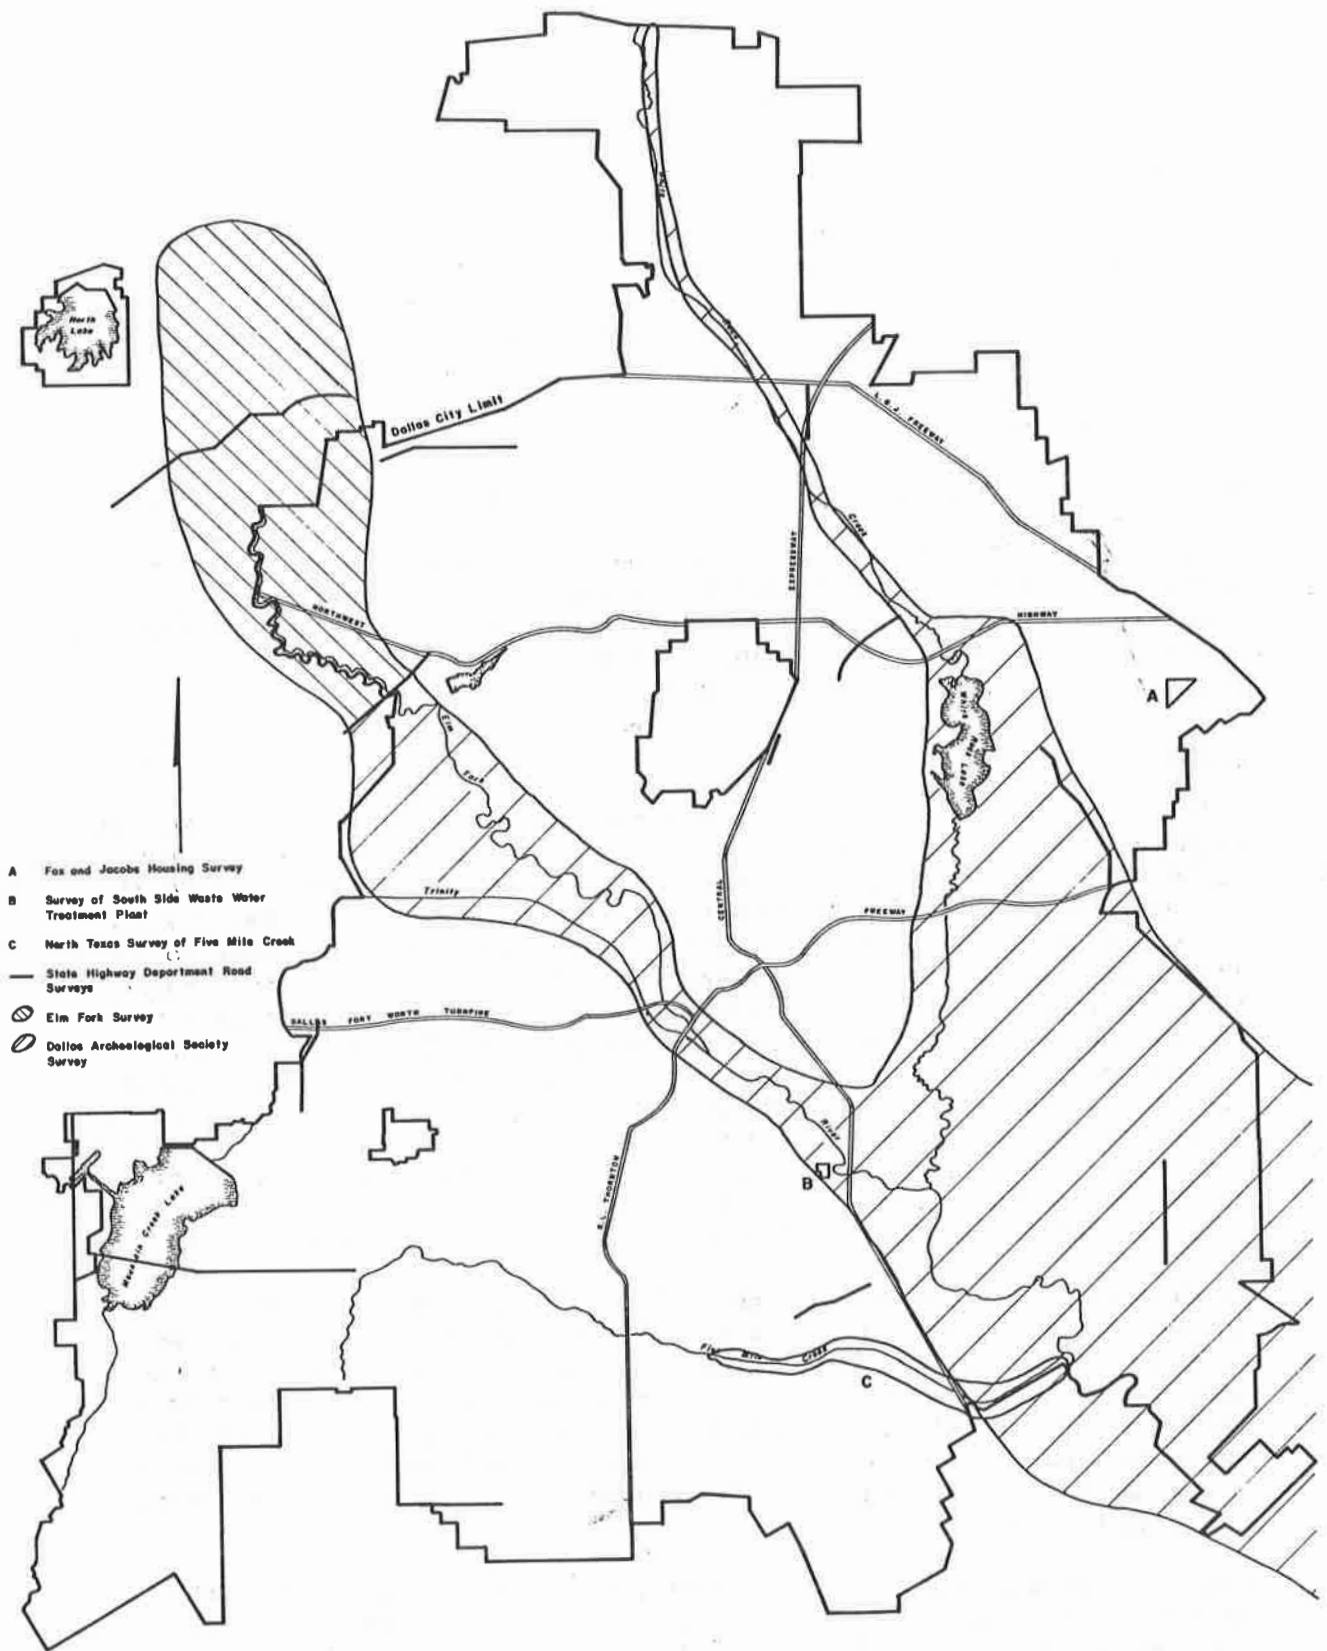 White
North
Lake
Rock
Dallas City Limit
L.B.J. FREEWAY
Creek
EXPRESSWAY
NORTHWEST
HIGHWAY
A
White
Rock Lake
Elm
Fork
A Fox and Jacobs Housing Survey
B Survey of South Side Waste Water
Treatment Plant
C North Texas Survey of Five Mile Creek
State Highway Department Road
Surveys
Elm Fork Survey
Dallas Archeological Society
Survey
Trinity
CENTRAL
FREEWAY
DALLAS FORT WORTH TURNPIKE
River
B
R.L. THORNTON
Mountain Creek Lake
Five Mile Creek
C